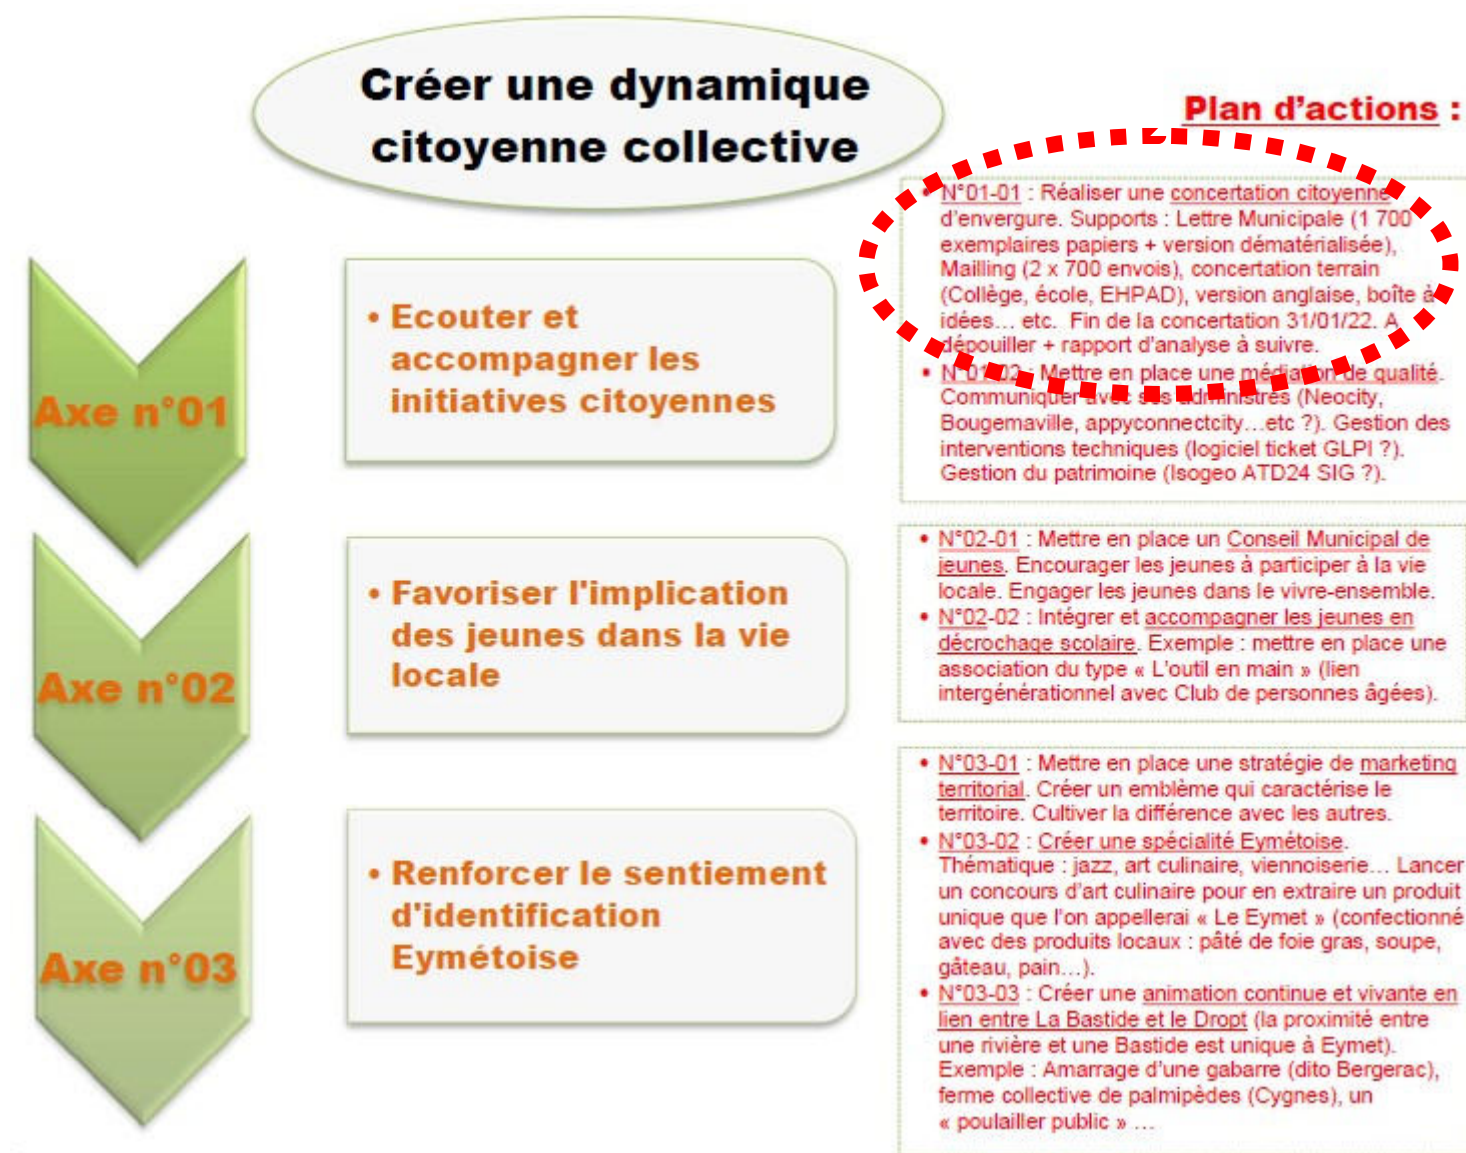 Créer une dynamique
citoyenne collective
Plan d'actions :
Axe n°01
• Ecouter et
accompagner les
initiatives citoyennes
• N°01-01 : Réaliser une concertation citoyenne
d'envergure. Supports : Lettre Municipale (1 700
exemplaires papiers + version dématérialisée),
Mailling (2 x 700 envois), concertation terrain
(Collège, école, EHPAD), version anglaise, boîte à
idées… etc. Fin de la concertation 31/01/22. A
dépouiller + rapport d'analyse à suivre.
• N°01-02 : Mettre en place une médiation de qualité.
Communiquer avec ses administrés (Neocity,
Bougemaville, appyconnectcity…etc ?). Gestion des
interventions techniques (logiciel ticket GLPI ?).
Gestion du patrimoine (Isogeo ATD24 SIG ?).
Axe n°02
• Favoriser l'implication
des jeunes dans la vie
locale
• N°02-01 : Mettre en place un Conseil Municipal de
jeunes. Encourager les jeunes à participer à la vie
locale. Engager les jeunes dans le vivre-ensemble.
• N°02-02 : Intégrer et accompagner les jeunes en
décrochage scolaire. Exemple : mettre en place une
association du type « L'outil en main » (lien
intergénérationnel avec Club de personnes âgées).
Axe n°03
• Renforcer le sentiement
d'identification
Eymétoise
• N°03-01 : Mettre en place une stratégie de marketing
territorial. Créer un emblème qui caractérise le
territoire. Cultiver la différence avec les autres.
• N°03-02 : Créer une spécialité Eymétoise.
Thématique : jazz, art culinaire, viennoiserie… Lancer
un concours d'art culinaire pour en extraire un produit
unique que l'on appellerai « Le Eymet » (confectionné
avec des produits locaux : pâté de foie gras, soupe,
gâteau, pain…).
• N°03-03 : Créer une animation continue et vivante en
lien entre La Bastide et le Dropt (la proximité entre
une rivière et une Bastide est unique à Eymet).
Exemple : Amarrage d'une gabarre (dito Bergerac),
ferme collective de palmipèdes (Cygnes), un
« poulailler public » …